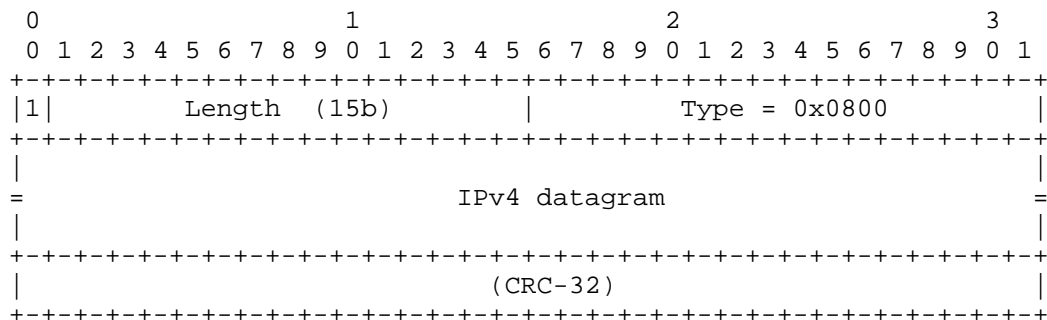 0                   1                   2                   3
 0 1 2 3 4 5 6 7 8 9 0 1 2 3 4 5 6 7 8 9 0 1 2 3 4 5 6 7 8 9 0 1
+-+-+-+-+-+-+-+-+-+-+-+-+-+-+-+-+-+-+-+-+-+-+-+-+-+-+-+-+-+-+-+-+
|1|        Length  (15b)        |         Type = 0x0800         |
+-+-+-+-+-+-+-+-+-+-+-+-+-+-+-+-+-+-+-+-+-+-+-+-+-+-+-+-+-+-+-+-+
|                                                               |
=                           IPv4 datagram                       =
|                                                               |
+-+-+-+-+-+-+-+-+-+-+-+-+-+-+-+-+-+-+-+-+-+-+-+-+-+-+-+-+-+-+-+-+
|                             (CRC-32)                          |
+-+-+-+-+-+-+-+-+-+-+-+-+-+-+-+-+-+-+-+-+-+-+-+-+-+-+-+-+-+-+-+-+